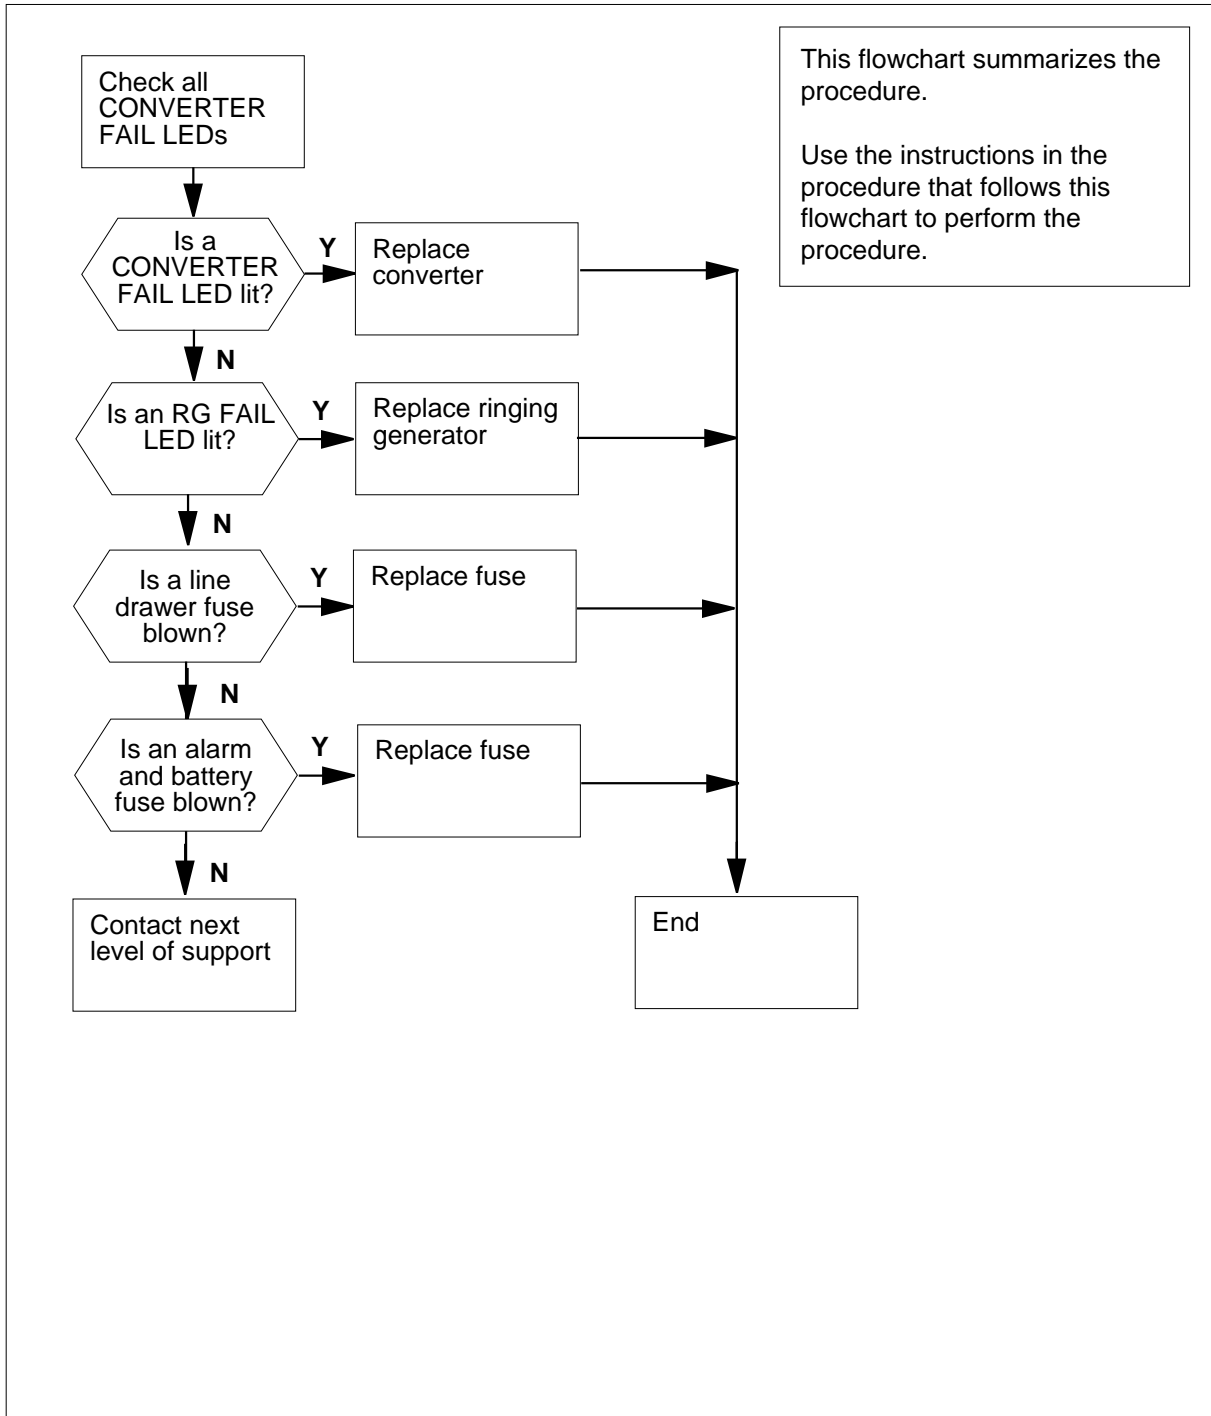 Check all
CONVERTER
FAIL LEDs
This flowchart summarizes the
procedure.
Use the instructions in the
procedure that follows this
flowchart to perform the
procedure.
Is a
CONVERTER
FAIL LED lit?
Y
Replace
converter
N
Is an RG FAIL
LED lit?
Y
Replace ringing
generator
N
Is a line
drawer fuse
blown?
Y
Replace fuse
N
Is an alarm
and battery
fuse blown?
Y
Replace fuse
N
Contact next
level of support
End